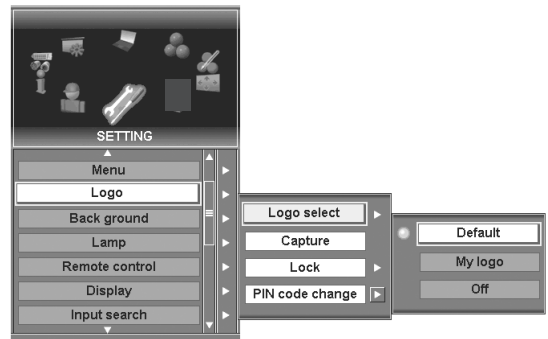 SETTING
Menu
Logo
Back ground
Lamp
Remote control
Display
Input search
Logo select
Capture
Lock
PIN code change
Default
My logo
Off